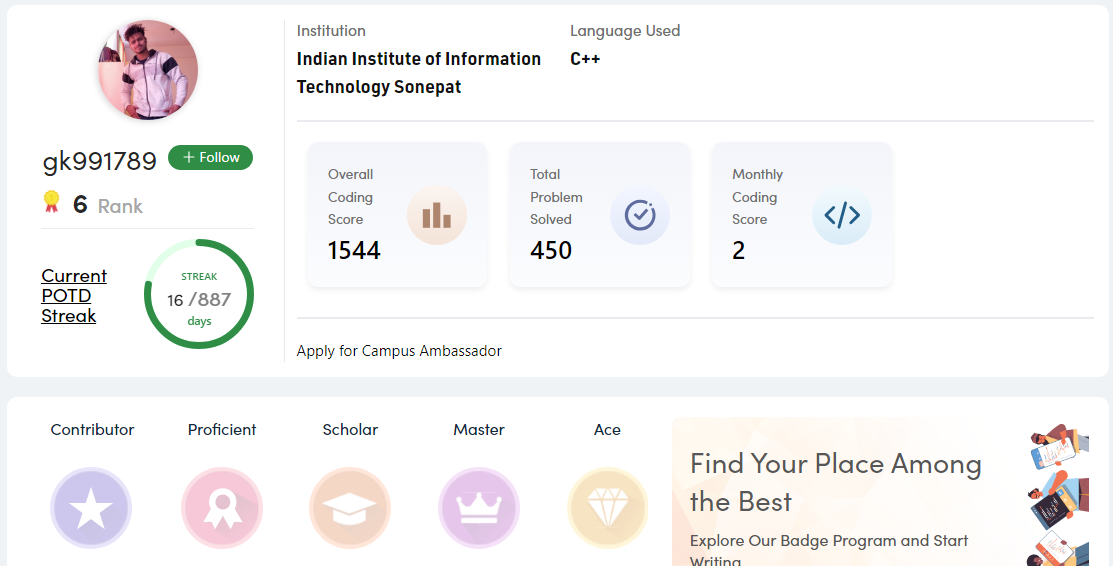 gk991789
+ Follow
6 Rank
Current
POTD
Streak
STREAK
16 /887
days
Institution
Indian Institute of Information
Technology Sonepat
Language Used
C++
Overall
Coding
Score
1544
Total
Problem
Solved
450
Monthly
Coding
Score
2
Apply for Campus Ambassador
Contributor
Proficient
Scholar
Master
Ace
Find Your Place Among
the Best
Explore Our Badge Program and Start
Writing